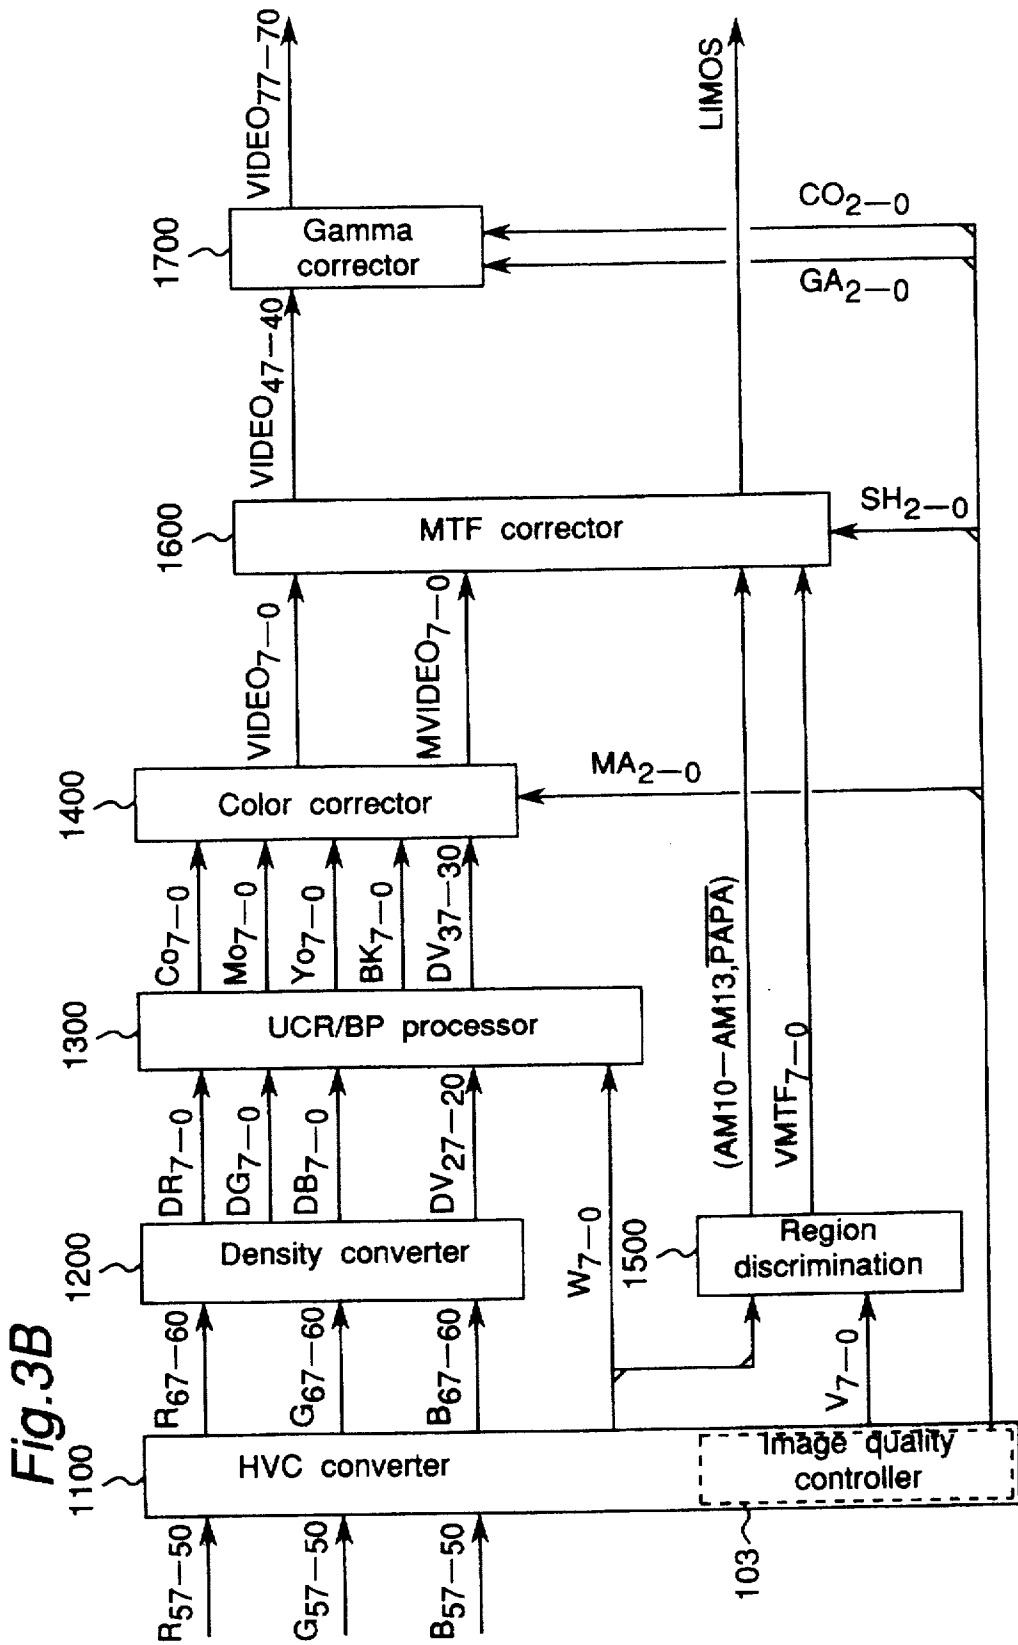 Fig.3B
R57—50
G57—50
B57—50
1100
HVC converter
103
Image quality
controller
R67—60
G67—60
B67—60
W7—0
V7—0
1200
Density converter
1500
Region
discrimination
DR7—0
DG7—0
DB7—0
DV27—20
(AM10—AM13,P̅A̅P̅A̅)
VMTF7—0
1300
UCR/BP processor
Co7—0
Mo7—0
Yo7—0
BK7—0
DV37—30
1400
Color corrector
MA2—0
VIDEO7—0
MVIDEO7—0
1600
MTF corrector
SH2—0
VIDEO47—40
1700
Gamma
corrector
GA2—0
CO2—0
VIDEO77—70
LIMOS